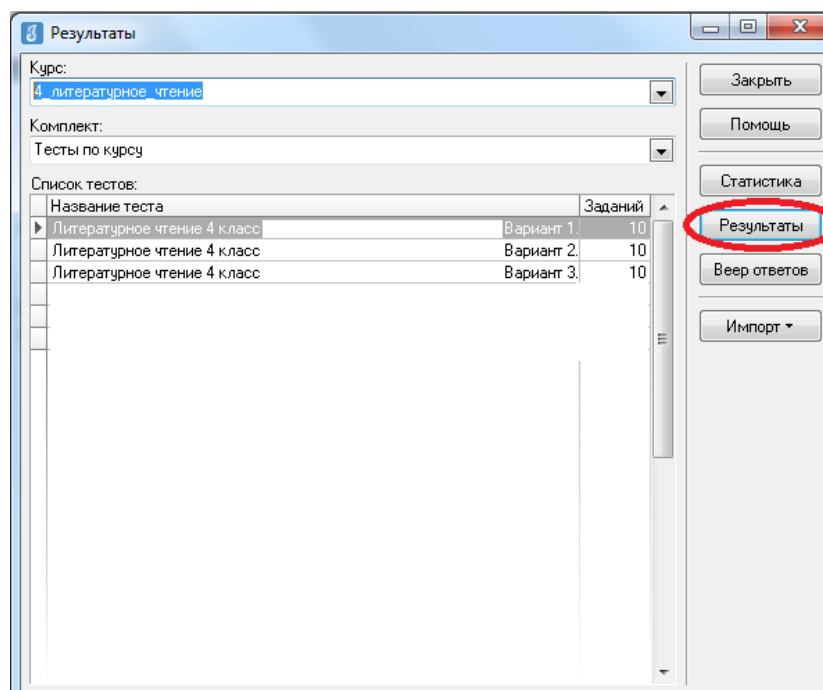 Результаты
Курс:
4_литературное_чтение
Комплект:
Тесты по курсу
Список тестов:
Название теста Заданий
Литературное чтение 4 класс Вариант 1. 10
Литературное чтение 4 класс Вариант 2. 10
Литературное чтение 4 класс Вариант 3. 10
Закрыть
Помощь
Статистика
Результаты
Веер ответов
Импорт